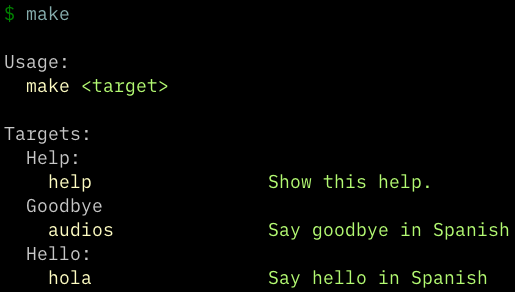 $ make
Usage:
make <target>
Targets:
Help:
help Show this help.
Goodbye
audios Say goodbye in Spanish
Hello:
hola Say hello in Spanish